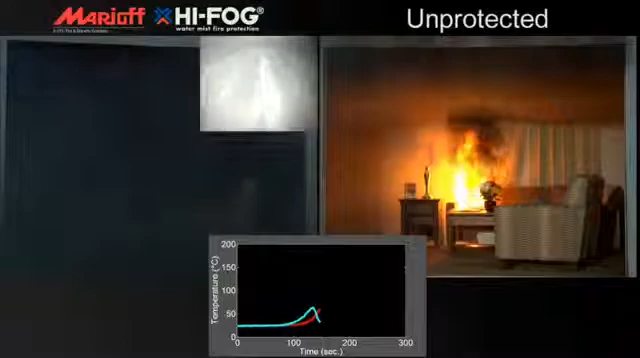 Marioff HI-FOG®
water mist fire protection
Unprotected
200
150
100
50
0
Temperature (°C)
0 100 200 300
Time (sec.)